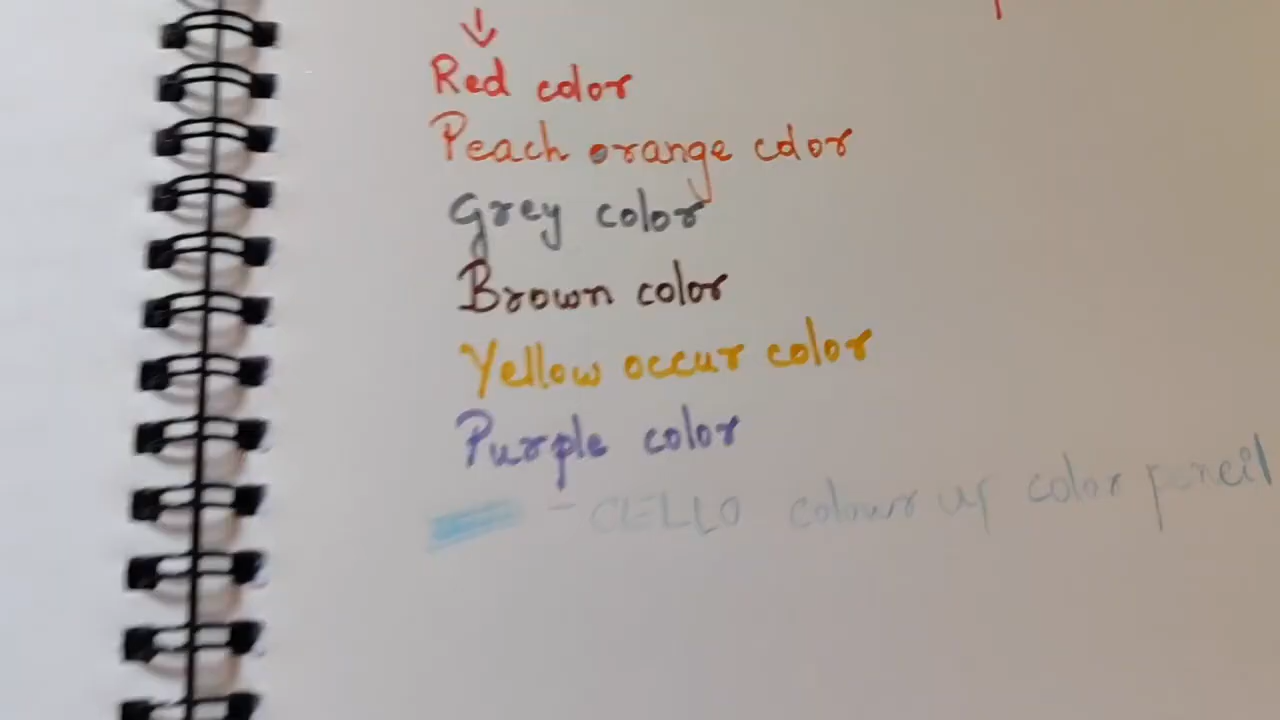 Red color
Peach orange color
Grey color
Brown color
Yellow occur color
Purple color
- CELLO colour up color pencil